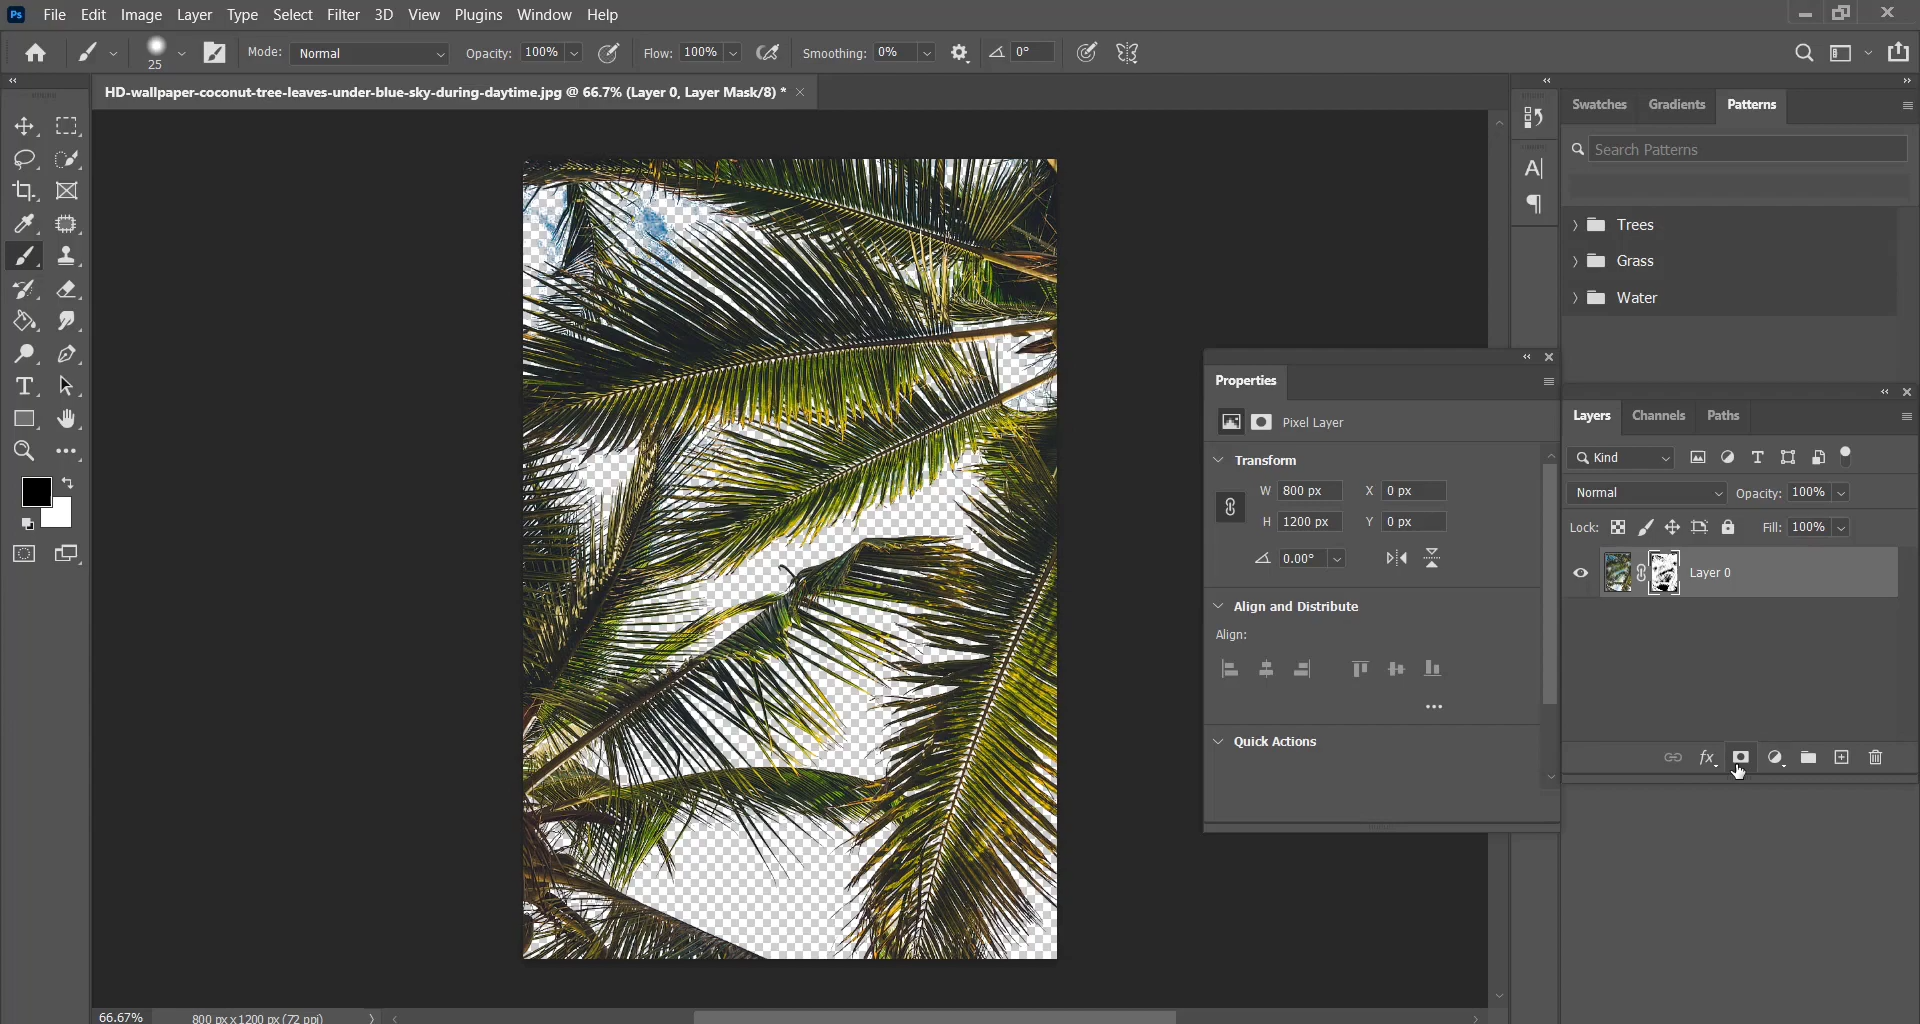 Ps File Edit Image Layer Type Select Filter 3D View Plugins Window Help
25 Mode: Normal Opacity: 100% Flow: 100% Smoothing: 0% 0°
HD-wallpaper-coconut-tree-leaves-under-blue-sky-during-daytime.jpg @ 66.7% (Layer 0, Layer Mask/8) *
Swatches Gradients Patterns
Search Patterns
Trees
Grass
Water
Properties
Pixel Layer
Transform
W 800 px X 0 px
H 1200 px Y 0 px
0.00°
Align and Distribute
Align:
Quick Actions
Layers Channels Paths
Kind
Normal Opacity: 100%
Lock: Fill: 100%
Layer 0
fx
66.67% 800 px x 1200 px (72 ppi)